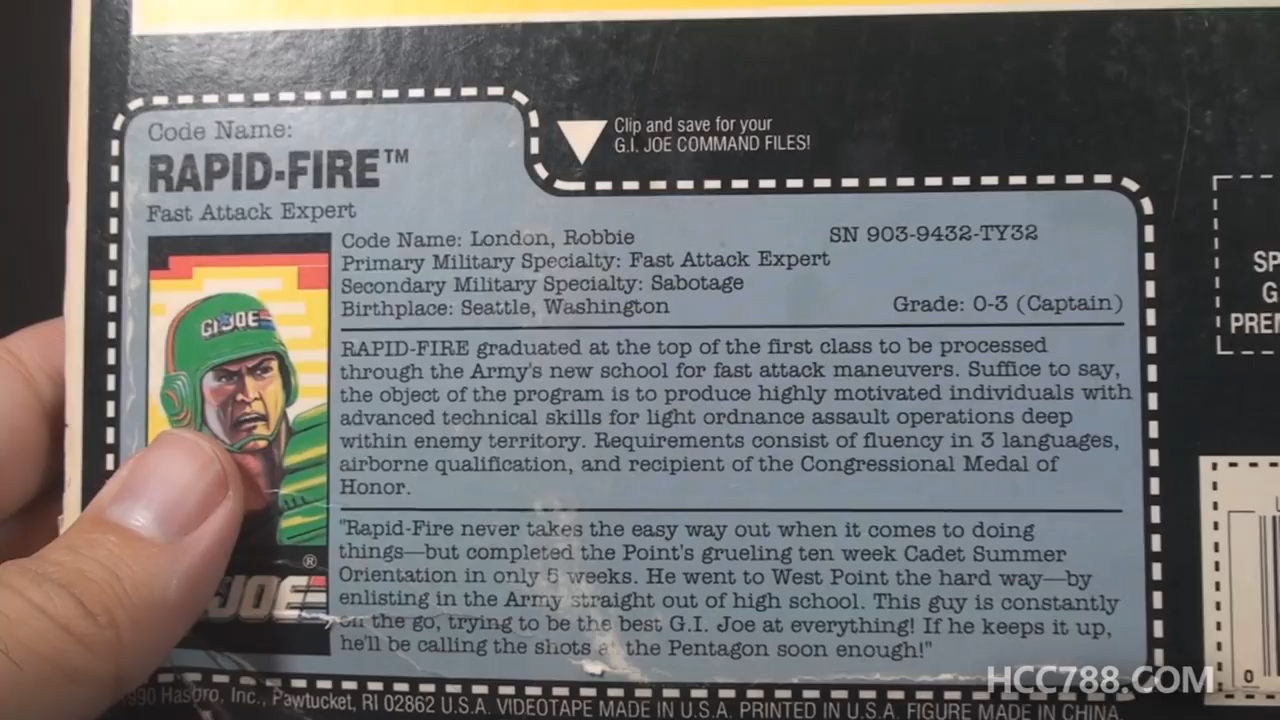 Code Name:
RAPID-FIRE™
Fast Attack Expert
Clip and save for your
G.I. JOE COMMAND FILES!
Code Name: London, Robbie SN 903-9432-TY32
Primary Military Specialty: Fast Attack Expert
Secondary Military Specialty: Sabotage
Birthplace: Seattle, Washington Grade: 0-3 (Captain)
GI JOE
RAPID-FIRE graduated at the top of the first class to be processed
through the Army's new school for fast attack maneuvers. Suffice to say,
the object of the program is to produce highly motivated individuals with
advanced technical skills for light ordnance assault operations deep
within enemy territory. Requirements consist of fluency in 3 languages,
airborne qualification, and recipient of the Congressional Medal of
Honor.
"Rapid-Fire never takes the easy way out when it comes to doing
things—but completed the Point's grueling ten week Cadet Summer
Orientation in only 5 weeks. He went to West Point the hard way—by
enlisting in the Army straight out of high school. This guy is constantly
on the go, trying to be the best G.I. Joe at everything! If he keeps it up,
he'll be calling the shots at the Pentagon soon enough!"
®
JOE
SP
G
PREM
0
HCC788.COM
990 Hasbro, Inc., Pawtucket, RI 02862 U.S.A. VIDEOTAPE MADE IN U.S.A. PRINTED IN U.S.A. FIGURE MADE IN CHINA